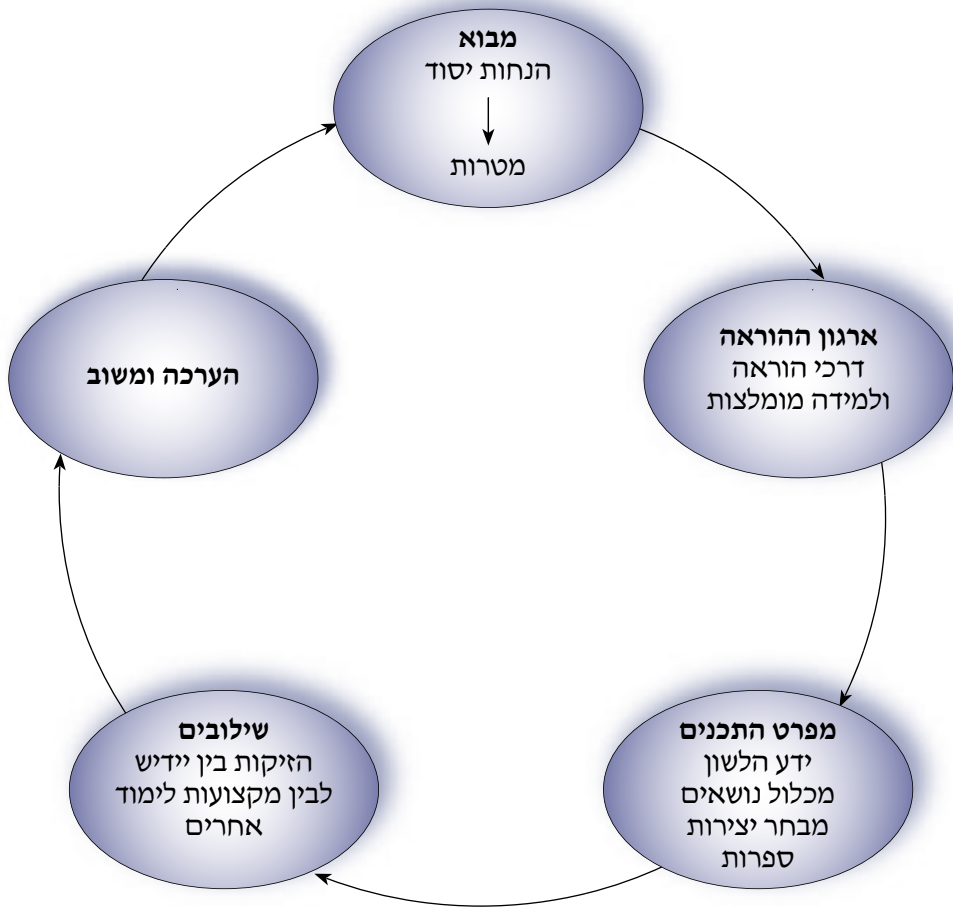 מבוא
הנחות יסוד
מטרות
ארגון ההוראה
דרכי הוראה
ולמידה מומלצות
מפרט התכנים
ידע הלשון
מכלול נושאים
מבחר יצירות
ספרות
שילובים
הזיקות בין יידיש
לבין מקצועות לימוד
אחרים
הערכה ומשוב